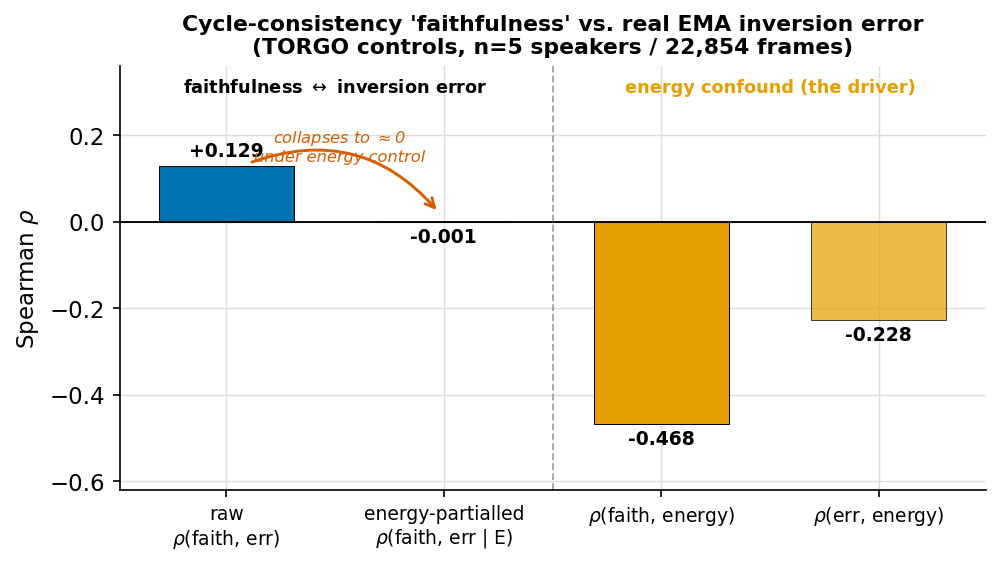 Cycle-consistency 'faithfulness' vs. real EMA inversion error
(TORGO controls, n=5 speakers / 22,854 frames)
faithfulness ↔ inversion error
energy confound (the driver)
collapses to ≈0
under energy control
+0.129
-0.001
-0.468
-0.228
Spearman ρ
0.2
0.0
−0.2
−0.4
−0.6
raw
ρ(faith, err)
energy-partialled
ρ(faith, err | E)
ρ(faith, energy)
ρ(err, energy)